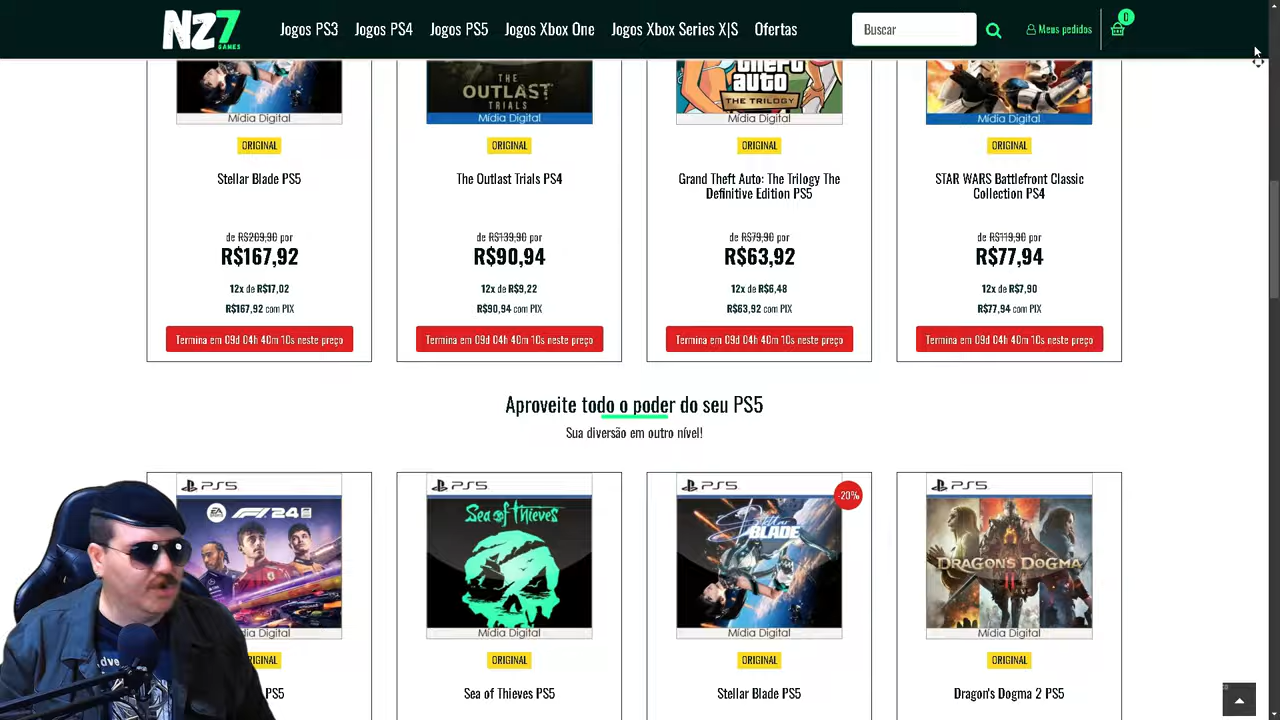 NZ7
GAMES
Jogos PS3
Jogos PS4
Jogos PS5
Jogos Xbox One
Jogos Xbox Series X|S
Ofertas
Buscar
Meus pedidos
0
Mídia Digital
THE
OUTLAST
TRIALS
Mídia Digital
theft
auto
THE TRILOGY
Mídia Digital
Mídia Digital
ORIGINAL
ORIGINAL
ORIGINAL
ORIGINAL
Stellar Blade PS5
The Outlast Trials PS4
Grand Theft Auto: The Trilogy The
Definitive Edition PS5
STAR WARS Battlefront Classic
Collection PS4
de R$209,90 por
R$167,92
12x de R$17,02
R$167,92 com PIX
Termina em 09d 04h 40m 10s neste preço
de R$139,90 por
R$90,94
12x de R$9,22
R$90,94 com PIX
Termina em 09d 04h 40m 10s neste preço
de R$79,90 por
R$63,92
12x de R$6,48
R$63,92 com PIX
Termina em 09d 04h 40m 10s neste preço
de R$119,90 por
R$77,94
12x de R$7,90
R$77,94 com PIX
Termina em 09d 04h 40m 10s neste preço
Aproveite todo o poder do seu PS5
Sua diversão em outro nível!
PS5
EA
SPORTS
F1 24
dia Digital
IGINAL
PS5
PS5
Sea of Thieves
Mídia Digital
ORIGINAL
Sea of Thieves PS5
PS5
-20%
Stellar
BLADE
Mídia Digital
ORIGINAL
Stellar Blade PS5
PS5
DRAGON'S DOGMA
II
Mídia Digital
ORIGINAL
Dragon's Dogma 2 PS5